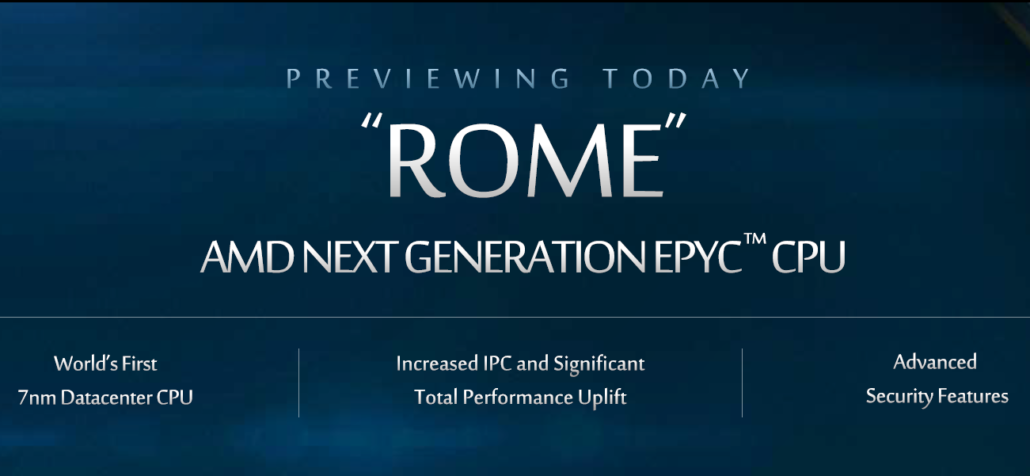 PREVIEWING TODAY
“ROME”
AMD NEXT GENERATION EPYC™ CPU
World’s First
7nm Datacenter CPU
Increased IPC and Significant
Total Performance Uplift
Advanced
Security Features